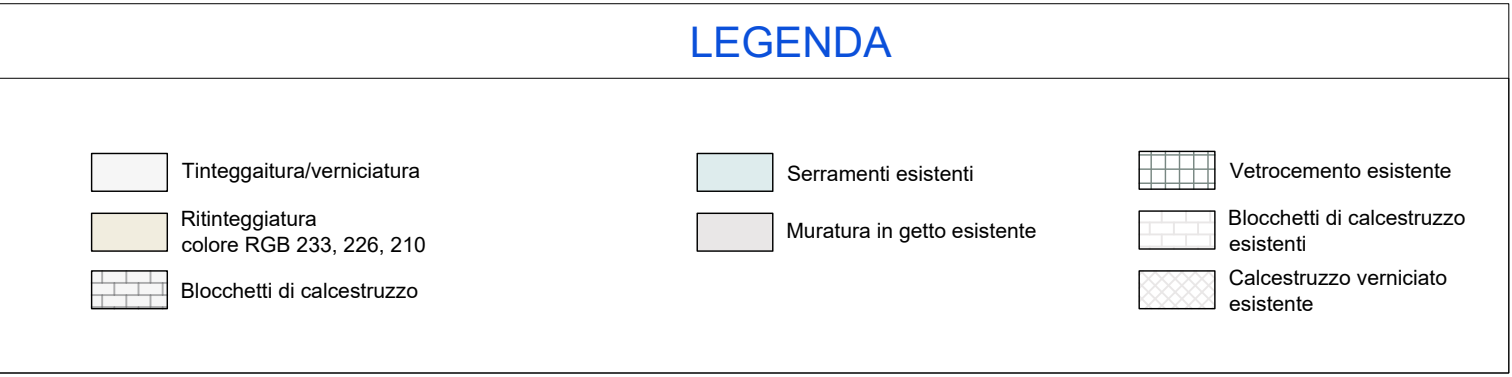 LEGENDA
Tinteggaitura/verniciatura
Ritinteggiatura
colore RGB 233, 226, 210
Blocchetti di calcestruzzo
Serramenti esistenti
Muratura in getto esistente
Vetrocemento esistente
Blocchetti di calcestruzzo
esistenti
Calcestruzzo verniciato
esistente